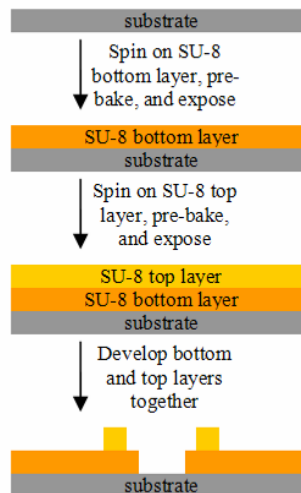 substrate
Spin on SU-8
bottom layer, pre-
bake, and expose
SU-8 bottom layer
substrate
Spin on SU-8 top
layer, pre-bake,
and expose
SU-8 top layer
SU-8 bottom layer
substrate
Develop bottom
and top layers
together
substrate